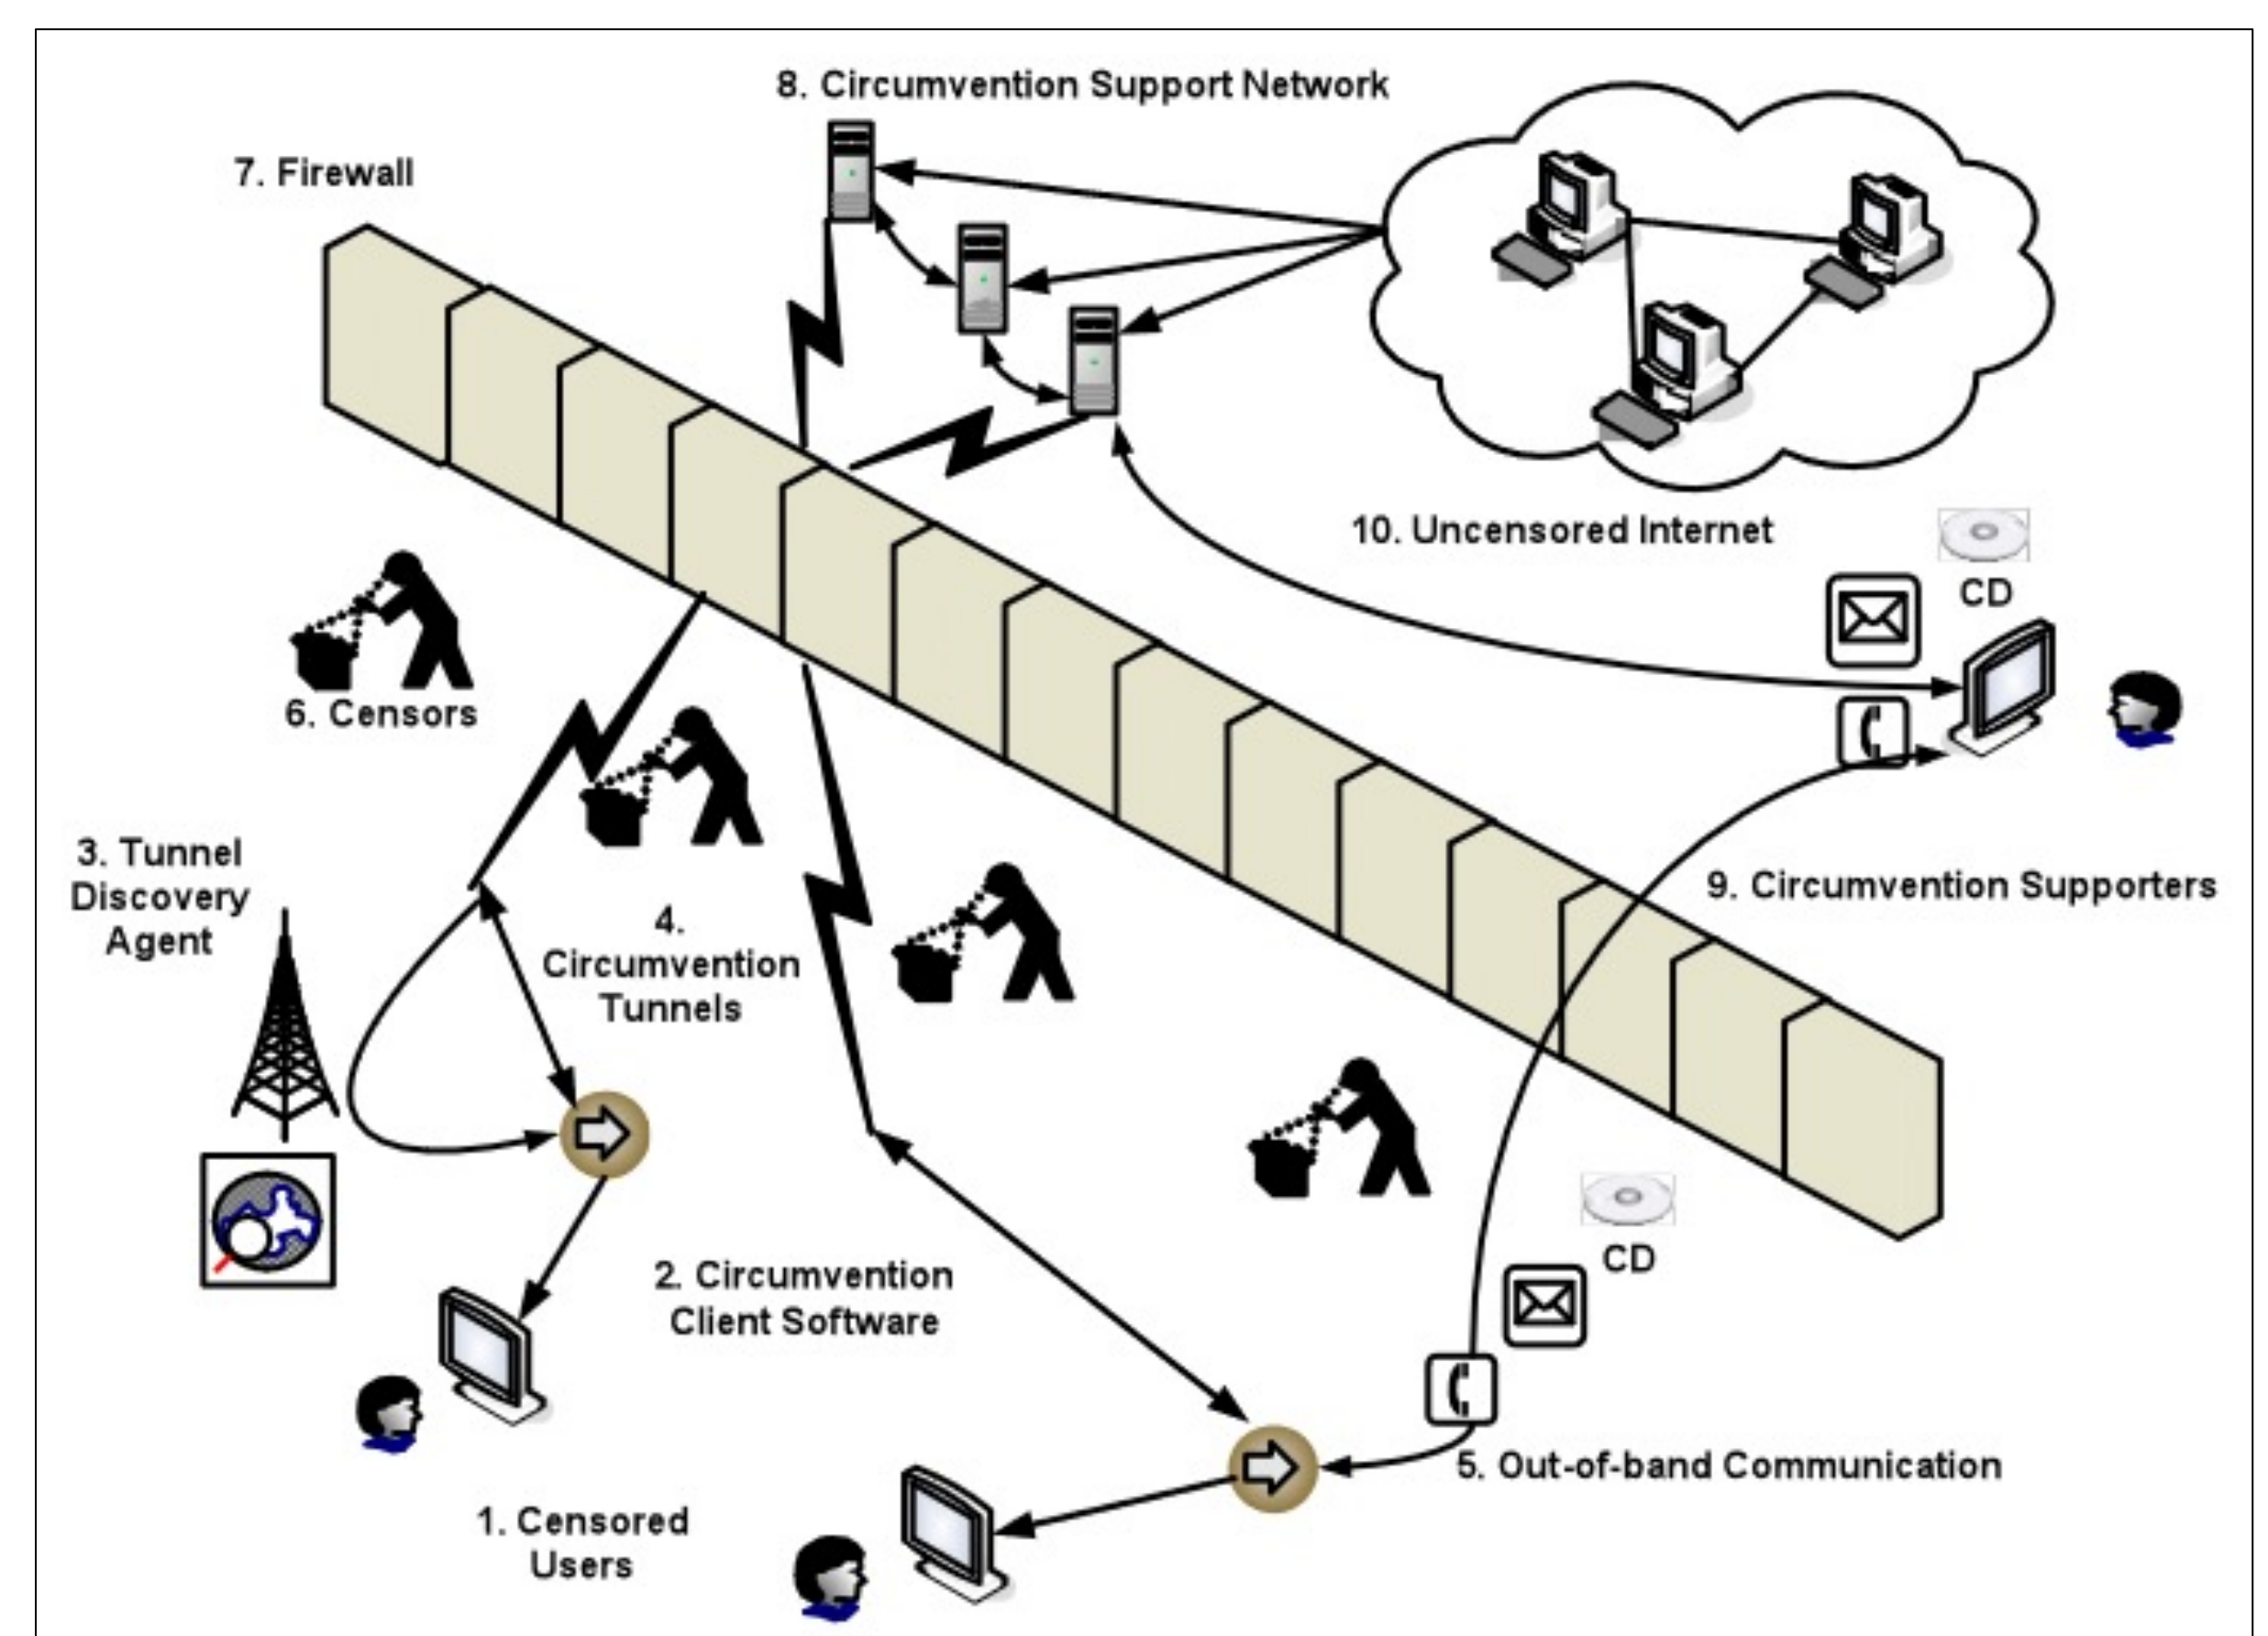 8. Circumvention Support Network
7. Firewall
10. Uncensored Internet
CD
6. Censors
3. Tunnel
Discovery
Agent
4.
Circumvention
Tunnels
9. Circumvention Supporters
2. Circumvention
Client Software
CD
5. Out-of-band Communication
1. Censored
Users